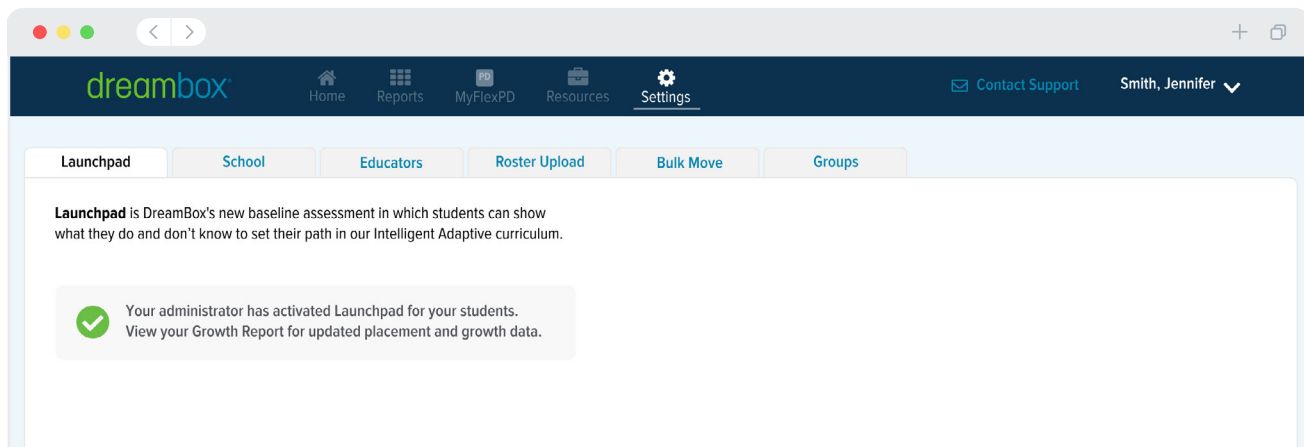 dreambox
Home
Reports
PD
MyFlexPD
Resources
Settings
Contact Support
Smith, Jennifer
Launchpad
School
Educators
Roster Upload
Bulk Move
Groups
Launchpad is DreamBox's new baseline assessment in which students can show
what they do and don't know to set their path in our Intelligent Adaptive curriculum.
Your administrator has activated Launchpad for your students.
View your Growth Report for updated placement and growth data.